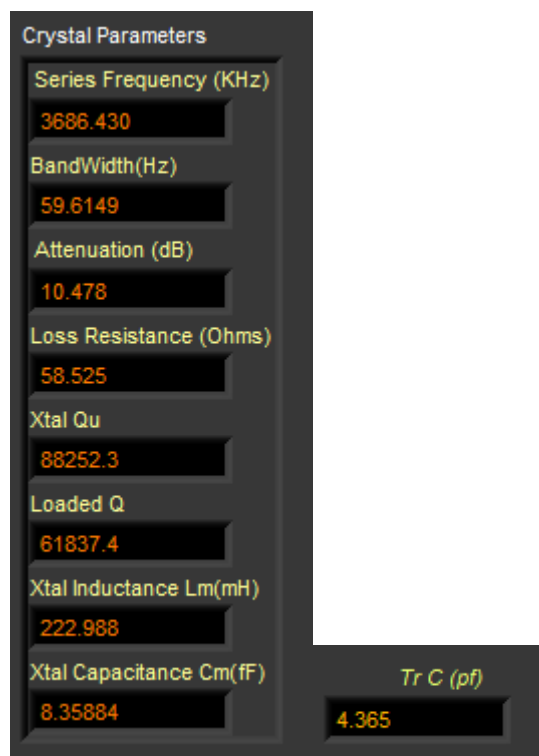 Crystal Parameters
Series Frequency (KHz)
3686.430
BandWidth(Hz)
59.6149
Attenuation (dB)
10.478
Loss Resistance (Ohms)
58.525
Xtal Qu
88252.3
Loaded Q
61837.4
Xtal Inductance Lm(mH)
222.988
Xtal Capacitance Cm(fF)
8.35884
Tr C (pf)
4.365